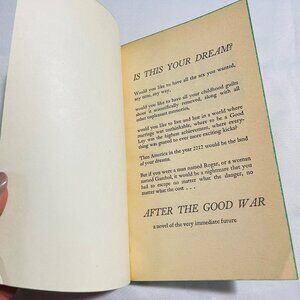 IS THIS YOUR DREAM?
Would you like to have all the sex you wanted,
any time, any way,
would you like to have all your childhood guilts
about it scientifically removed, along with all
other unpleasant memories,
would you like to live and lust in a world where
marriage was unthinkable, where to be a Good
Lay was the highest achievement, where every-
thing was geared to ever more exciting kicks?
Then America in the year 2212 would be the land
of your dreams.
But if you were a man named Rogar, or a woman
named it would be a nightmare that you
had to escape no matter what the danger, no
matter what the cost . . .
AFTER THE GOOD WAR
a novel of the very immediate future